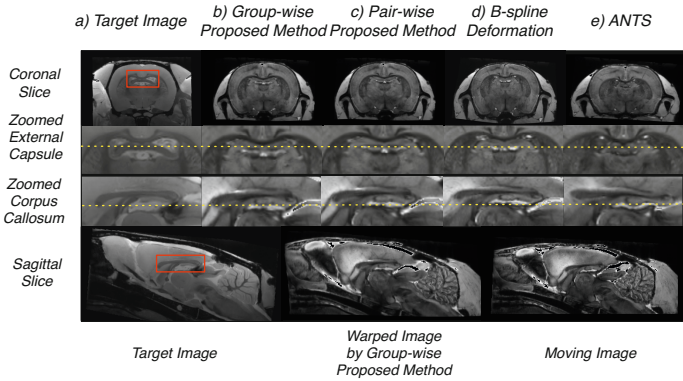 a) Target Image
b) Group-wise
Proposed Method
c) Pair-wise
Proposed Method
d) B-spline
Deformation
e) ANTS
Coronal
Slice
Zoomed
External
Capsule
Zoomed
Corpus
Callosum
Sagittal
Slice
Target Image
Warped Image
by Group-wise
Proposed Method
Moving Image